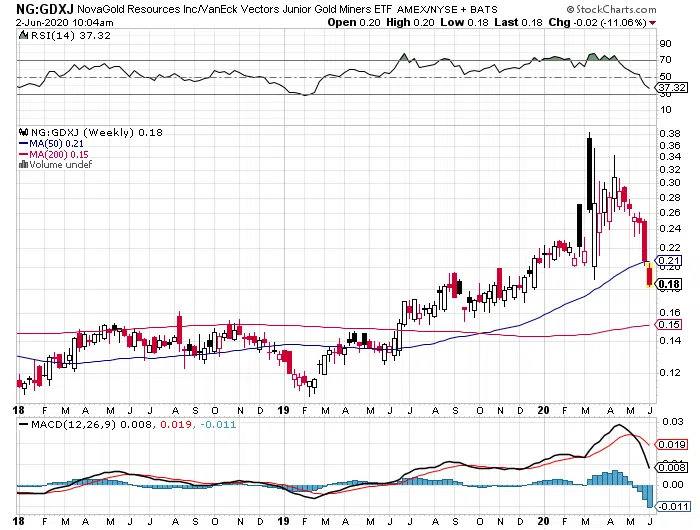 NG:GDXJ NovaGold Resources Inc/VanEck Vectors Junior Gold Miners ETF AMEX/NYSE + BATS © StockCharts.com
2-Jun-2020 10:04am Open 0.20 High 0.20 Low 0.18 Last 0.18 Chg -0.02 (-11.06%)
RSI(14) 37.32
90
70
50
37.32
30
10
NG:GDXJ (Weekly) 0.18
MA(50) 0.21
MA(200) 0.15
Volume undef
0.38
0.36
0.34
0.32
0.30
0.28
0.26
0.24
0.22
0.21
0.20
0.18
0.16
0.15
0.14
0.12
18 F M A M J J A S O N D 19 F M A M J J A S O N D 20 F M A M J
MACD(12,26,9) 0.008, 0.019, -0.011
0.03
0.019
0.008
-0.011
18 F M A M J J A S O N D 19 F M A M J J A S O N D 20 F M A M J